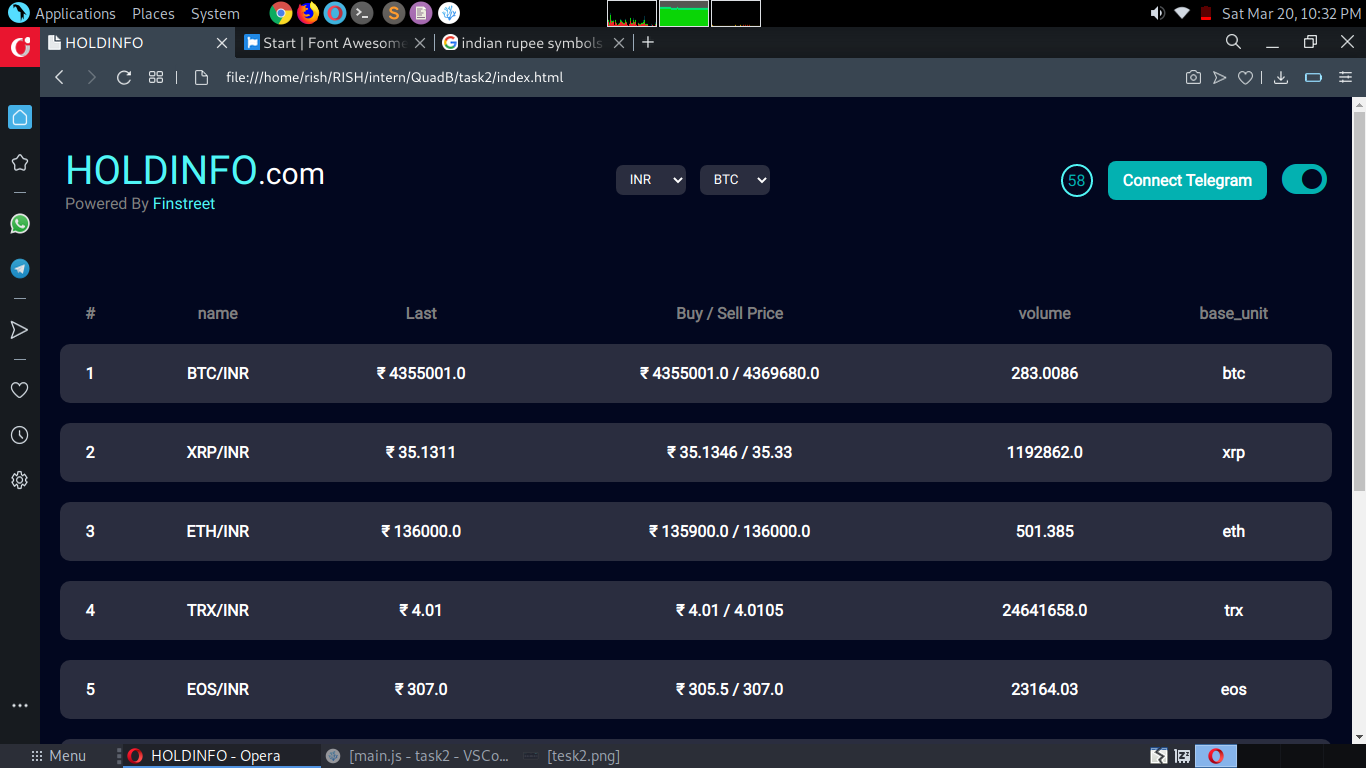 Applications Places System Sat Mar 20, 10:32 PM
HOLDINFO Start | Font Awesome indian rupee symbols
file:///home/rish/RISH/intern/QuadB/task2/index.html
HOLDINFO.com INR BTC 58 Connect Telegram
Powered By Finstreet
# name Last Buy / Sell Price volume base_unit
1 BTC/INR ₹ 4355001.0 ₹ 4355001.0 / 4369680.0 283.0086 btc
2 XRP/INR ₹ 35.1311 ₹ 35.1346 / 35.33 1192862.0 xrp
3 ETH/INR ₹ 136000.0 ₹ 135900.0 / 136000.0 501.385 eth
4 TRX/INR ₹ 4.01 ₹ 4.01 / 4.0105 24641658.0 trx
5 EOS/INR ₹ 307.0 ₹ 305.5 / 307.0 23164.03 eos
Menu HOLDINFO - Opera [main.js - task2 - VSCo... [tesk2.png]